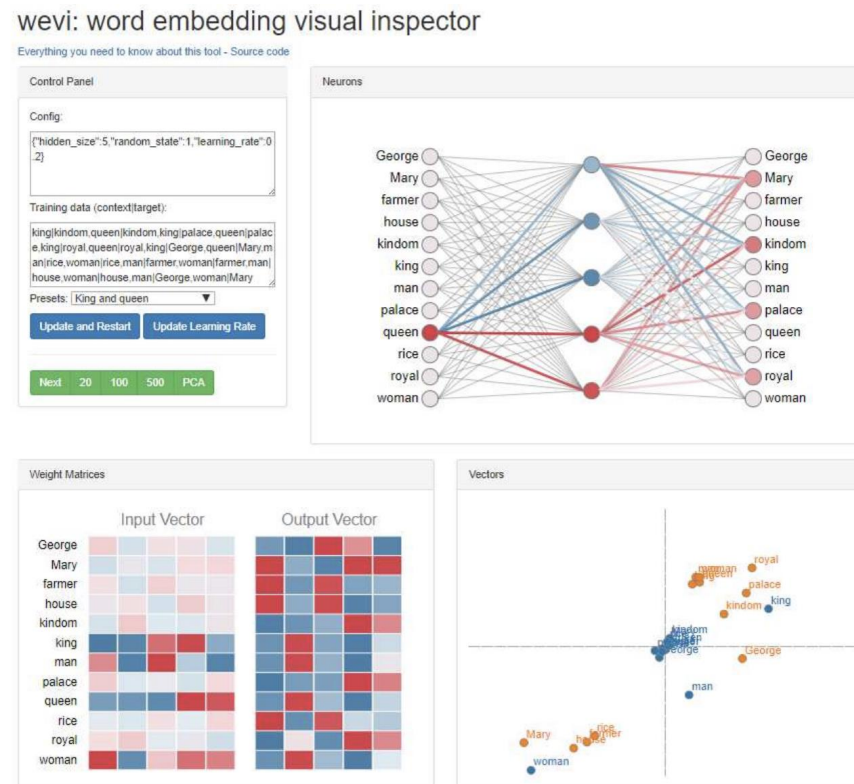 wevi: word embedding visual inspector
Everything you need to know about this tool - Source code
Control Panel
Config:
{"hidden_size":5,"random_state":1,"learning_rate":0
.2}
Training data (context|target):
king|kindom,queen|kindom,king|palace,queen|palac
e,king|royal,queen|royal,king|George,queen|Mary,m
an|rice,woman|rice,man|farmer,woman|farmer,man|
house,woman|house,man|George,woman|Mary
Presets: King and queen
Update and Restart Update Learning Rate
Next 20 100 500 PCA
Neurons
George George
Mary Mary
farmer farmer
house house
kindom kindom
king king
man man
palace palace
queen queen
rice rice
royal royal
woman woman
Weight Matrices
Input Vector Output Vector
George
Mary
farmer
house
kindom
king
man
palace
queen
rice
royal
woman
Vectors
royal
palace
kindom king
kindom
George
man
Mary
rice
woman